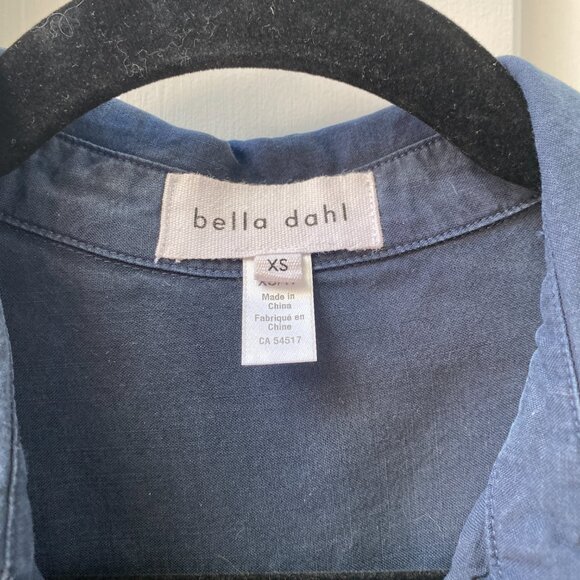 bella dahl
XS
Made in
China
Fabriqué en
Chine
CA 54517